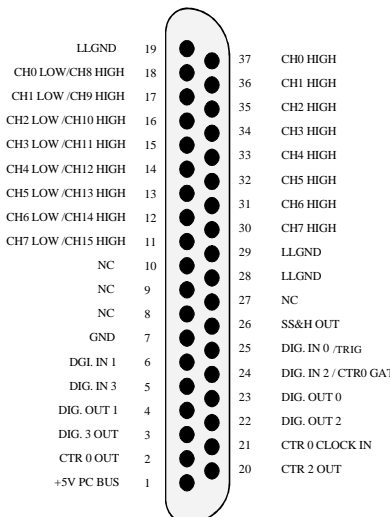 LLGND 19
CH0 LOW/CH8 HIGH 18
CH1 LOW /CH9 HIGH 17
CH2 LOW /CH10 HIGH 16
CH3 LOW /CH11 HIGH 15
CH4 LOW /CH12 HIGH 14
CH5 LOW /CH13 HIGH 13
CH6 LOW /CH14 HIGH 12
CH7 LOW /CH15 HIGH 11
NC 10
NC 9
NC 8
GND 7
DGI. IN 1 6
DIG. IN 3 5
DIG. OUT 1 4
DIG. 3 OUT 3
CTR 0 OUT 2
+5V PC BUS 1
37 CH0 HIGH
36 CH1 HIGH
35 CH2 HIGH
34 CH3 HIGH
33 CH4 HIGH
32 CH5 HIGH
31 CH6 HIGH
30 CH7 HIGH
29 LLGND
28 LLGND
27 NC
26 SS&H OUT
25 DIG. IN 0 /TRIG
24 DIG. IN 2 / CTR0 GAT
23 DIG. OUT 0
22 DIG. OUT 2
21 CTR 0 CLOCK IN
20 CTR 2 OUT